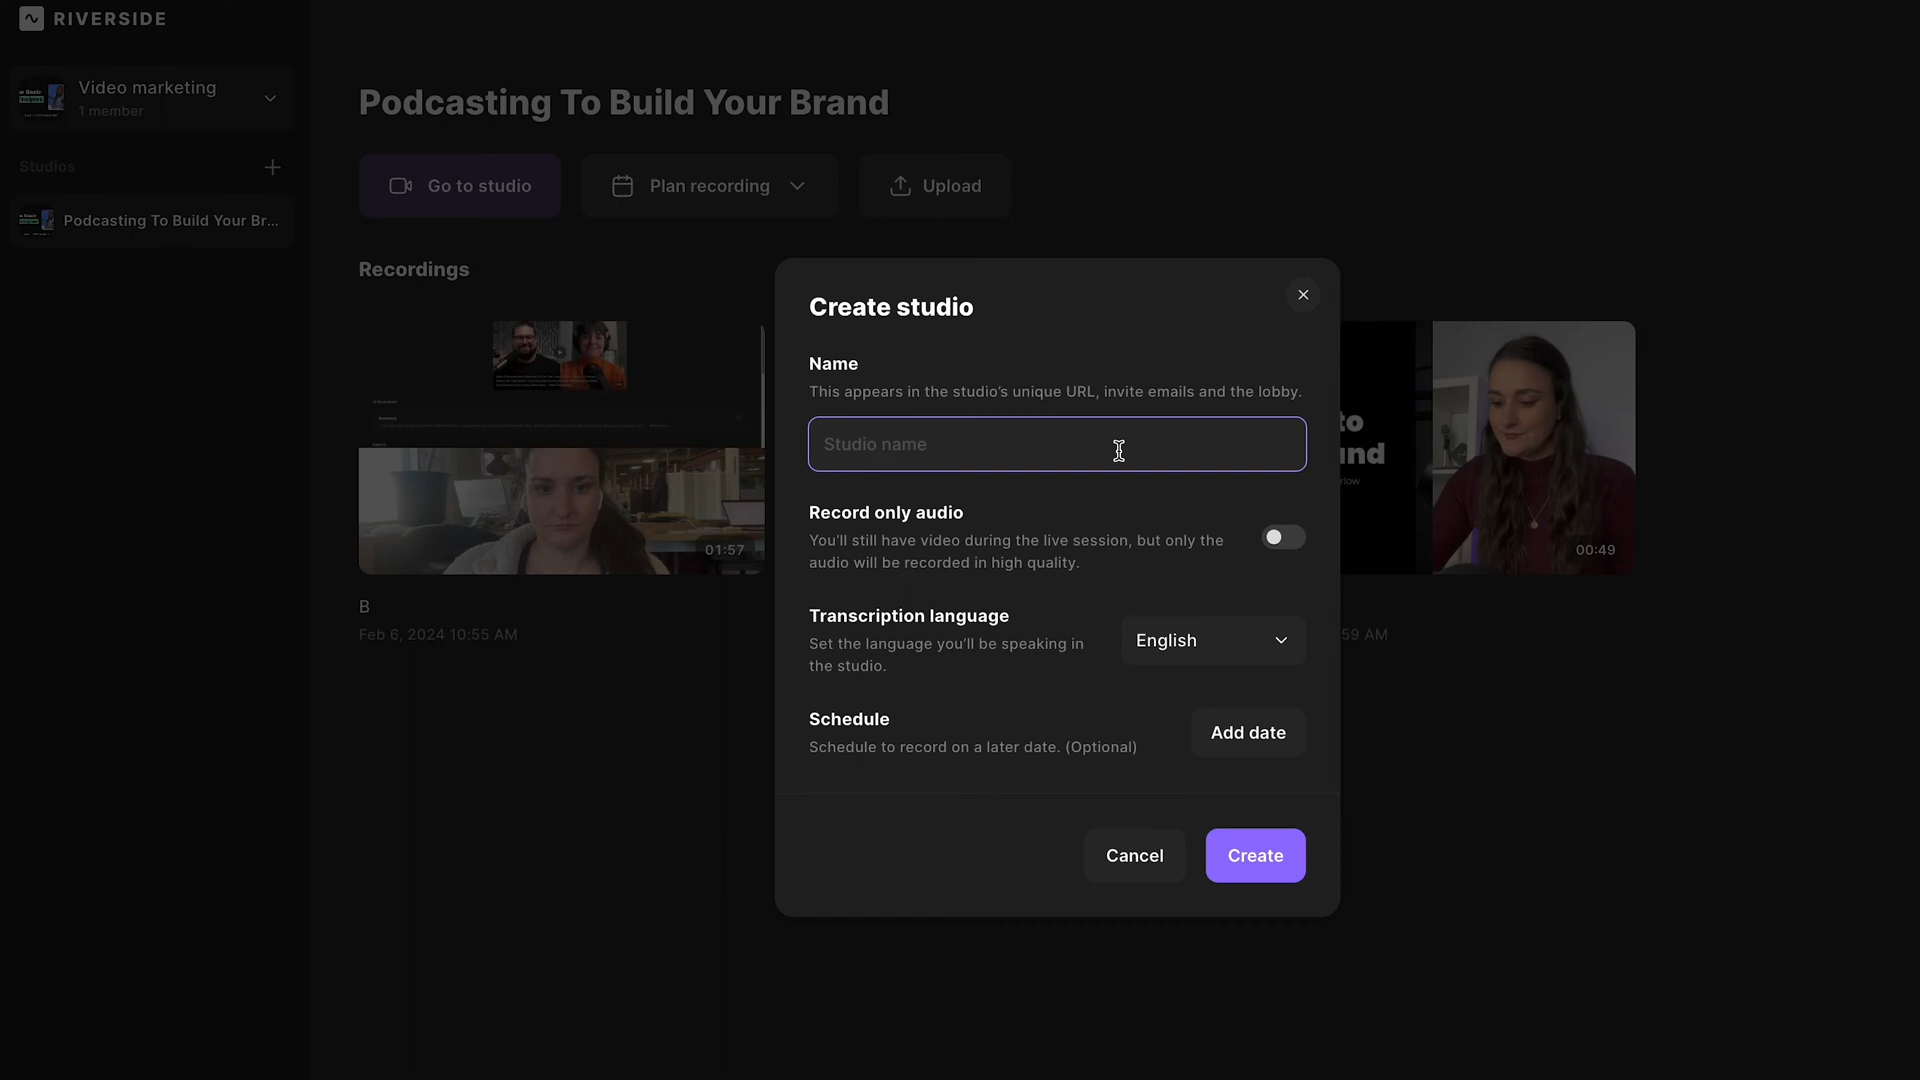 RIVERSIDE
Video marketing
1 member
Studios
Podcasting To Build Your Br...
Podcasting To Build Your Brand
Go to studio
Plan recording
Upload
Recordings
01:57
B
Feb 6, 2024 10:55 AM
Create studio
Name
This appears in the studio's unique URL, invite emails and the lobby.
Studio name
Record only audio
You'll still have video during the live session, but only the
audio will be recorded in high quality.
Transcription language
Set the language you'll be speaking in
the studio.
English
Schedule
Schedule to record on a later date. (Optional)
Add date
Cancel
Create
to
nd
rlow
00:49
59 AM